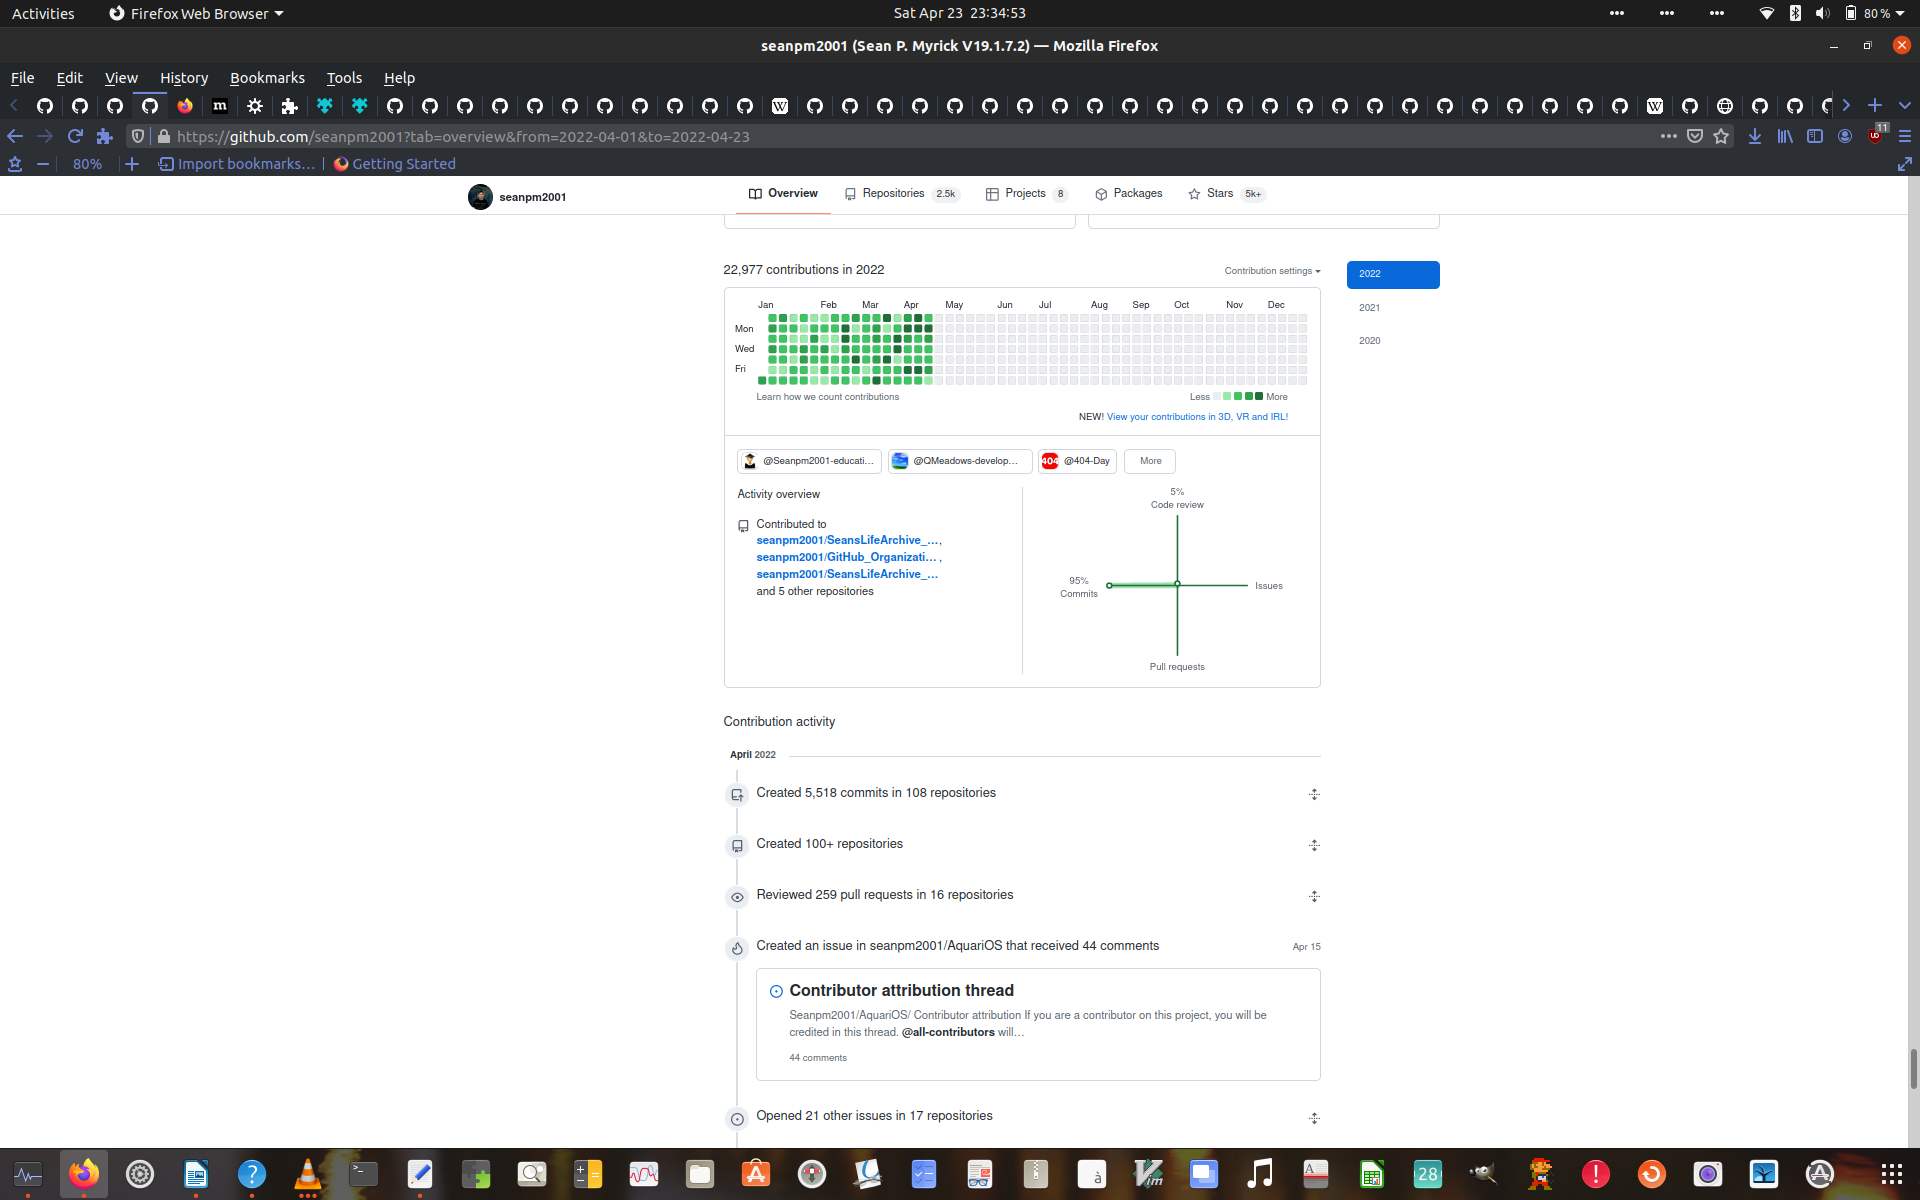 Activities
Firefox Web Browser
Sat Apr 23 23:34:53
80 %
seanpm2001 (Sean P. Myrick V19.1.7.2) — Mozilla Firefox
File Edit View History Bookmarks Tools Help
https://github.com/seanpm2001?tab=overview&from=2022-04-01&to=2022-04-23
11
80%
Import bookmarks...
Getting Started
seanpm2001
Overview
Repositories 2.5k
Projects 8
Packages
Stars 5k+
22,977 contributions in 2022
Contribution settings
2022
2021
2020
Jan Feb Mar Apr May Jun Jul Aug Sep Oct Nov Dec
Mon
Wed
Fri
Learn how we count contributions
Less More
NEW! View your contributions in 3D, VR and IRL!
@Seanpm2001-educati...
@QMeadows-develop...
404 @404-Day
More
Activity overview
Contributed to
seanpm2001/SeansLifeArchive_... ,
seanpm2001/GitHub_Organizati... ,
seanpm2001/SeansLifeArchive_...
and 5 other repositories
5%
Code review
95%
Commits
Issues
Pull requests
Contribution activity
April 2022
Created 5,518 commits in 108 repositories
Created 100+ repositories
Reviewed 259 pull requests in 16 repositories
Created an issue in seanpm2001/AquariOS that received 44 comments
Apr 15
Contributor attribution thread
Seanpm2001/AquariOS/ Contributor attribution If you are a contributor on this project, you will be
credited in this thread. @all-contributors will...
44 comments
Opened 21 other issues in 17 repositories
28